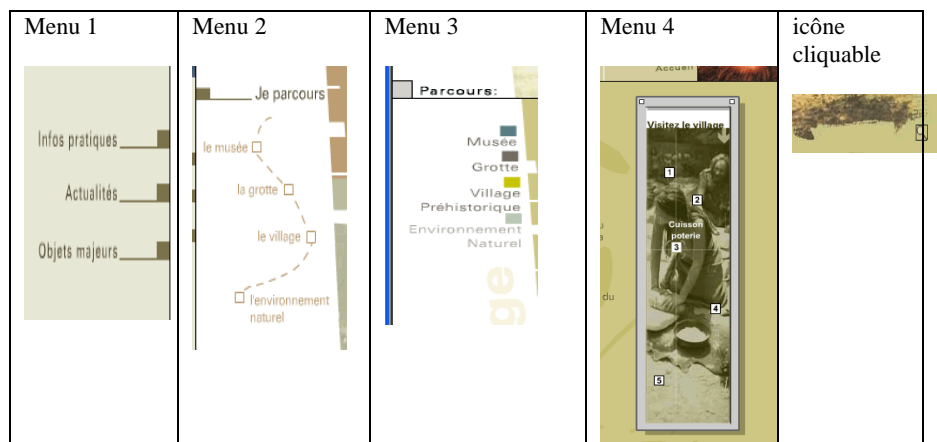 Menu 1
Menu 2
Menu 3
Menu 4
icône
cliquable
Infos pratiques
Actualités
Objets majeurs
Je parcours
le musée
la grotte
le village
l'environnement
naturel
Parcours:
Musée
Grotte
Village
Préhistorique
Environnement
Naturel
ge
Accueil
Visitez le village
1
2
Cuisson
poterie
3
4
5
du